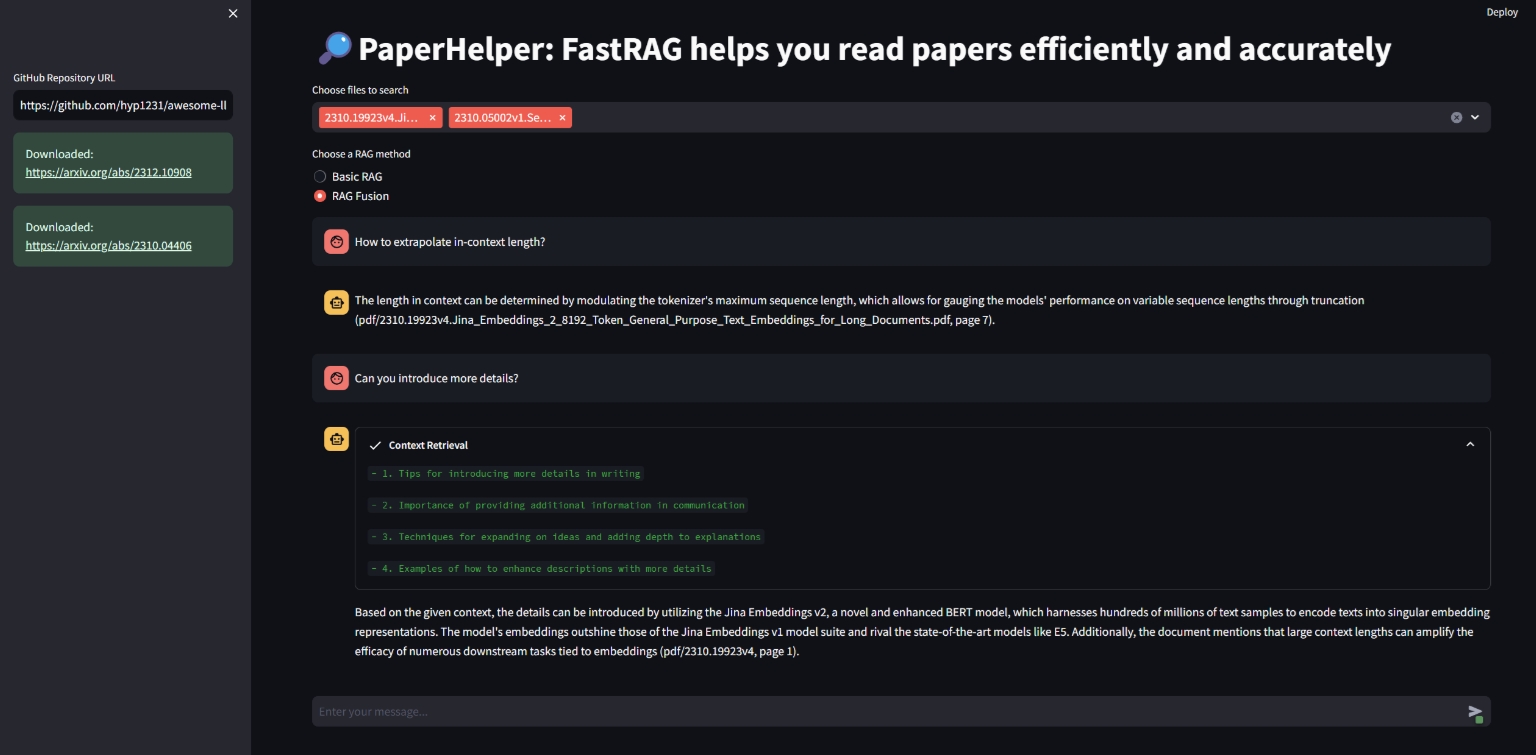 Deploy
GitHub Repository URL
https://github.com/hyp1231/awesome-ll
Downloaded:
https://arxiv.org/abs/2312.10908
Downloaded:
https://arxiv.org/abs/2310.04406
PaperHelper: FastRAG helps you read papers efficiently and accurately
Choose files to search
2310.19923v4.Ji... 2310.05002v1.Se...
Choose a RAG method
Basic RAG
RAG Fusion
How to extrapolate in-context length?
The length in context can be determined by modulating the tokenizer's maximum sequence length, which allows for gauging the models' performance on variable sequence lengths through truncation
(pdf/2310.19923v4.Jina_Embeddings_2_8192_Token_General_Purpose_Text_Embeddings_for_Long_Documents.pdf, page 7).
Can you introduce more details?
Context Retrieval
- 1. Tips for introducing more details in writing
- 2. Importance of providing additional information in communication
- 3. Techniques for expanding on ideas and adding depth to explanations
- 4. Examples of how to enhance descriptions with more details
Based on the given context, the details can be introduced by utilizing the Jina Embeddings v2, a novel and enhanced BERT model, which harnesses hundreds of millions of text samples to encode texts into singular embedding
representations. The model's embeddings outshine those of the Jina Embeddings v1 model suite and rival the state-of-the-art models like E5. Additionally, the document mentions that large context lengths can amplify the
efficacy of numerous downstream tasks tied to embeddings (pdf/2310.19923v4, page 1).
Enter your message...